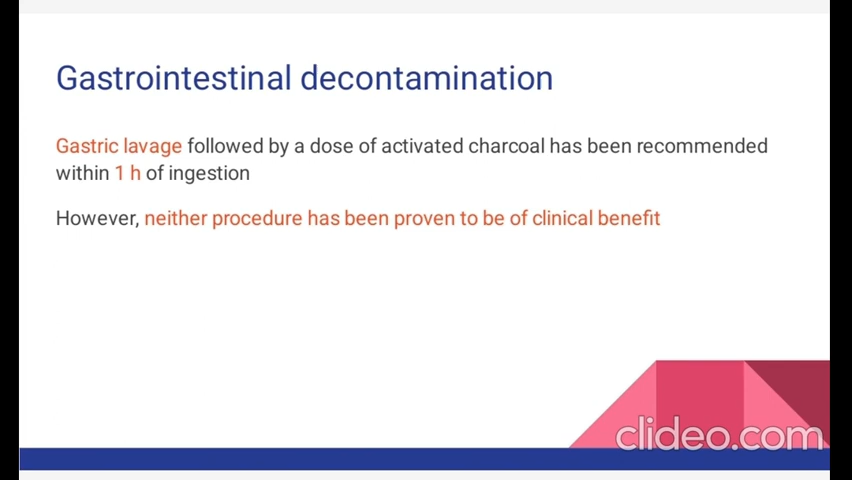 Gastrointestinal decontamination
Gastric lavage followed by a dose of activated charcoal has been recommended
within 1 h of ingestion
However, neither procedure has been proven to be of clinical benefit
clideo.com